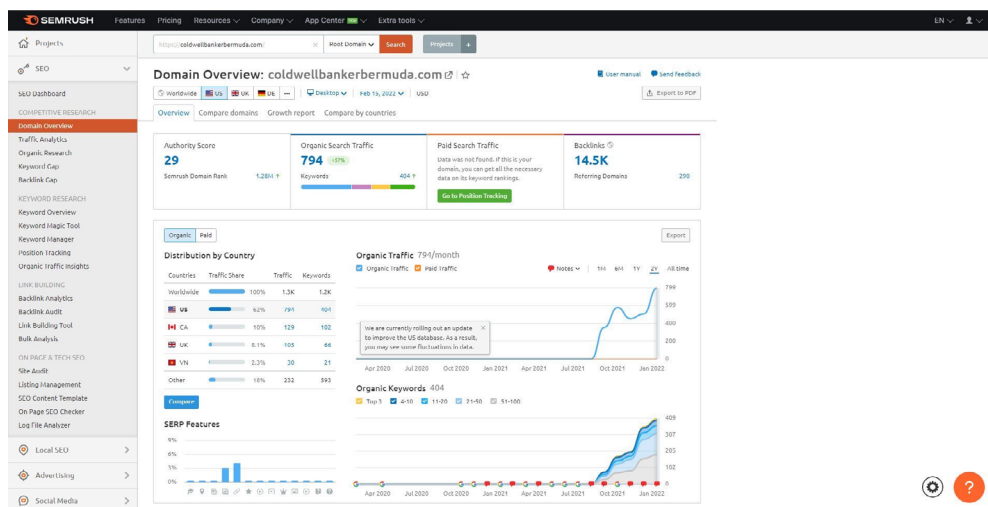 SEMRUSH Features Pricing Resources Company App Center NEW Extra tools EN
Projects
SEO
SEO Dashboard
COMPETITIVE RESEARCH
Domain Overview
Traffic Analytics
Organic Research
Keyword Gap
Backlink Gap
KEYWORD RESEARCH
Keyword Overview
Keyword Magic Tool
Keyword Manager
Position Tracking
Organic Traffic Insights
LINK BUILDING
Backlink Analytics
Backlink Audit
Link Building Tool
Bulk Analysis
ON PAGE & TECH SEO
Site Audit
Listing Management
SEO Content Template
On Page SEO Checker
Log File Analyzer
Local SEO
Advertising
Social Media
https://coldwellbankerbermuda.com/ × Root Domain Search Projects +
Domain Overview: coldwellbankerbermuda.com
User manual Send feedback
Worldwide US UK DE ... Desktop Feb 15, 2022 USD Export to PDF
Overview Compare domains Growth report Compare by countries
Authority Score
29
Semrush Domain Rank 1.28M ↑
Organic Search Traffic
794 +57%
Keywords 404 ↑
Paid Search Traffic
Data was not found. If this is your
domain, you can get all the necessary
data on its keyword rankings.
Go to Position Tracking
Backlinks
14.5K
Referring Domains 290
Organic Paid Export
Distribution by Country
Countries Traffic Share Traffic Keywords
Worldwide 100% 1.3K 1.2K
US 62% 794 404
CA 10% 129 102
UK 8.1% 105 66
VN 2.3% 30 21
Other 18% 232 593
Compare
SERP Features
9%
6%
3%
0%
Organic Traffic 794/month
Organic Traffic Paid Traffic Notes 1M 6M 1Y 2Y All time
799
599
400
200
0
We are currently rolling out an update ×
to improve the US database. As a result,
you may see some fluctuations in data.
Apr 2020 Jul 2020 Oct 2020 Jan 2021 Apr 2021 Jul 2021 Oct 2021 Jan 2022
Organic Keywords 404
Top 3 4-10 11-20 21-50 51-100
409
307
205
102
0
Apr 2020 Jul 2020 Oct 2020 Jan 2021 Apr 2021 Jul 2021 Oct 2021 Jan 2022
?